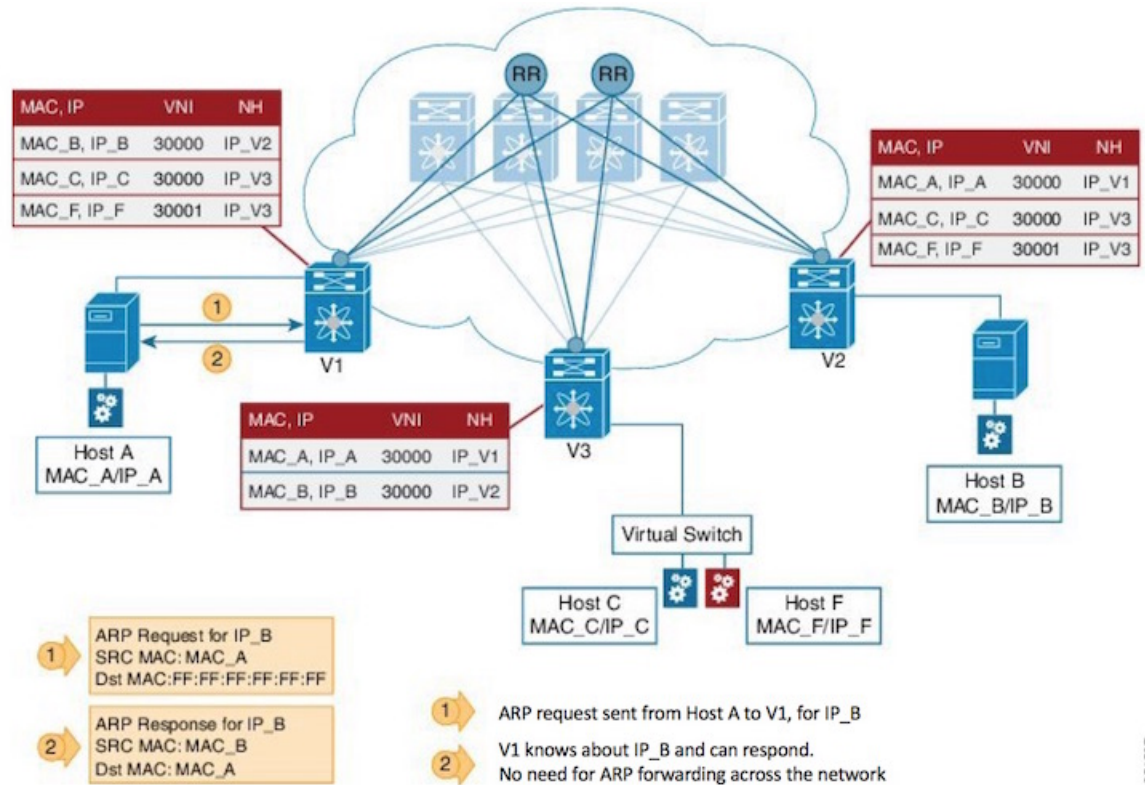 RR RR
MAC, IP VNI NH
MAC_B, IP_B 30000 IP_V2
MAC_C, IP_C 30000 IP_V3
MAC_F, IP_F 30001 IP_V3
MAC, IP VNI NH
MAC_A, IP_A 30000 IP_V1
MAC_C, IP_C 30000 IP_V3
MAC_F, IP_F 30001 IP_V3
1
2
V1
V2
V3
Host A
MAC_A/IP_A
MAC, IP VNI NH
MAC_A, IP_A 30000 IP_V1
MAC_B, IP_B 30000 IP_V2
Host B
MAC_B/IP_B
Virtual Switch
Host C
MAC_C/IP_C
Host F
MAC_F/IP_F
1
ARP Request for IP_B
SRC MAC: MAC_A
Dst MAC:FF:FF:FF:FF:FF:FF
2
ARP Response for IP_B
SRC MAC: MAC_B
Dst MAC: MAC_A
1 ARP request sent from Host A to V1, for IP_B
2 V1 knows about IP_B and can respond.
No need for ARP forwarding across the network